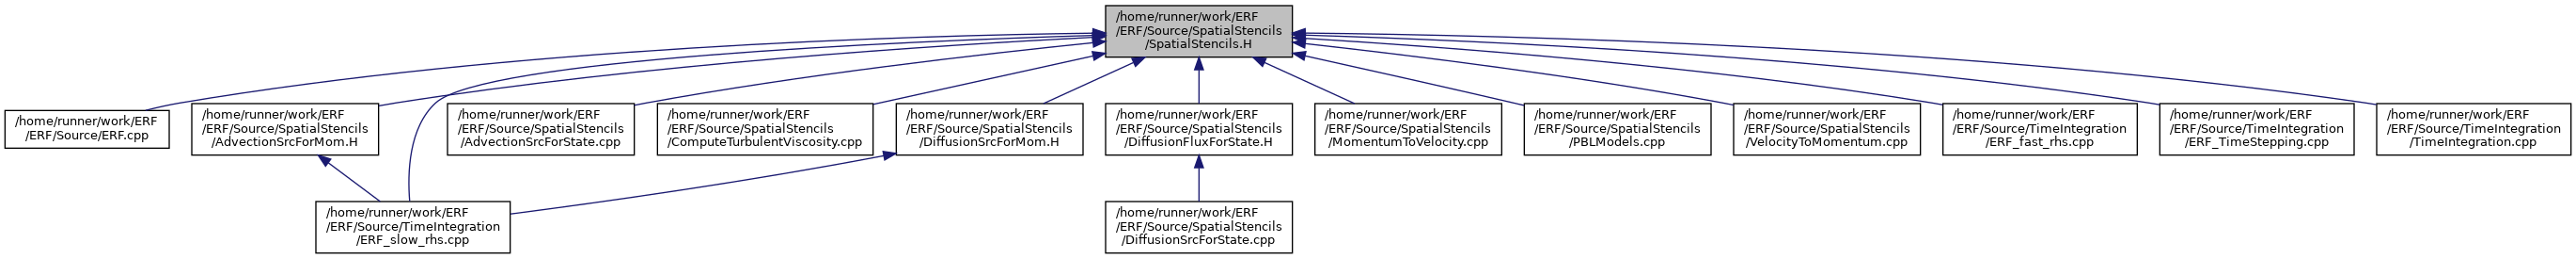 /home/runner/work/ERF
/ERF/Source/SpatialStencils
/SpatialStencils.H
/home/runner/work/ERF
/ERF/Source/ERF.cpp
/home/runner/work/ERF
/ERF/Source/SpatialStencils
/AdvectionSrcForMom.H
/home/runner/work/ERF
/ERF/Source/SpatialStencils
/AdvectionSrcForState.cpp
/home/runner/work/ERF
/ERF/Source/SpatialStencils
/ComputeTurbulentViscosity.cpp
/home/runner/work/ERF
/ERF/Source/SpatialStencils
/DiffusionSrcForMom.H
/home/runner/work/ERF
/ERF/Source/SpatialStencils
/DiffusionFluxForState.H
/home/runner/work/ERF
/ERF/Source/SpatialStencils
/MomentumToVelocity.cpp
/home/runner/work/ERF
/ERF/Source/SpatialStencils
/PBLModels.cpp
/home/runner/work/ERF
/ERF/Source/SpatialStencils
/VelocityToMomentum.cpp
/home/runner/work/ERF
/ERF/Source/TimeIntegration
/ERF_fast_rhs.cpp
/home/runner/work/ERF
/ERF/Source/TimeIntegration
/ERF_TimeStepping.cpp
/home/runner/work/ERF
/ERF/Source/TimeIntegration
/TimeIntegration.cpp
/home/runner/work/ERF
/ERF/Source/TimeIntegration
/ERF_slow_rhs.cpp
/home/runner/work/ERF
/ERF/Source/SpatialStencils
/DiffusionSrcForState.cpp